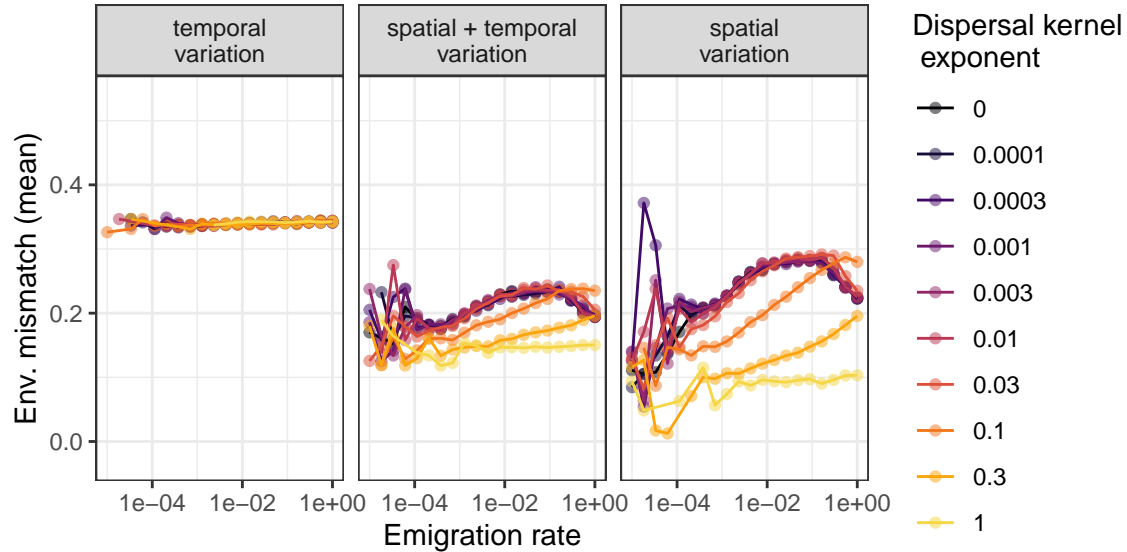 temporal
variation
spatial + temporal
variation
spatial
variation
Env. mismatch (mean)
0.4
0.2
0.0
1e−04
1e−02
1e+00
1e−04
1e−02
1e+00
1e−04
1e−02
1e+00
Emigration rate
Dispersal kernel
exponent
0
0.0001
0.0003
0.001
0.003
0.01
0.03
0.1
0.3
1